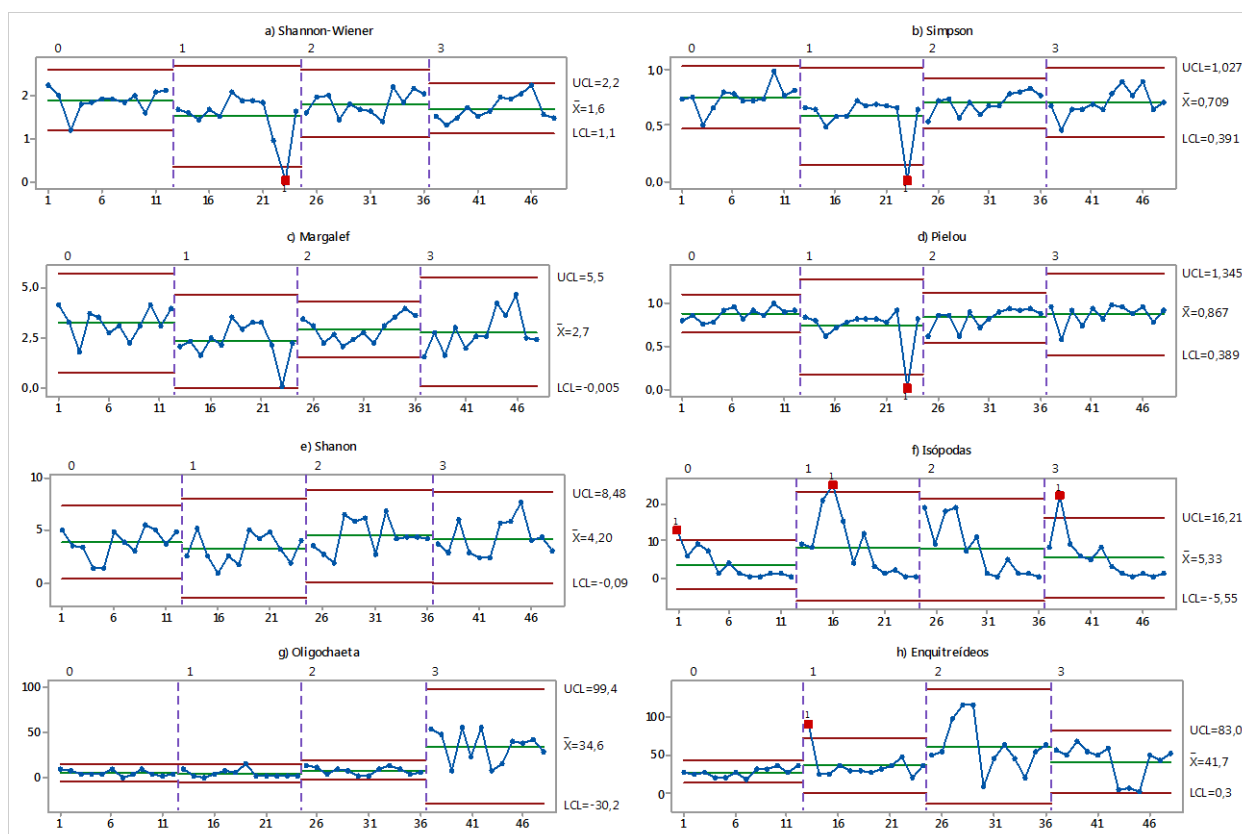 a) Shannon-Wiener
0 1 2 3
2
1
0
UCL=2,2
X̄=1,6
LCL=1,1
1
1 6 11 16 21 26 31 36 41 46
b) Simpson
0 1 2 3
1.0
0.5
0.0
UCL=1,027
X̄=0,709
LCL=0,391
1
1 6 11 16 21 26 31 36 41 46
c) Margalef
0 1 2 3
5,0
2,5
0,0
UCL=5,5
X̄=2,7
LCL=-0,005
1 6 11 16 21 26 31 36 41 46
d) Pielou
0 1 2 3
1.0
0.5
0.0
UCL=1,345
X̄=0,867
LCL=0,389
1
1 6 11 16 21 26 31 36 41 46
e) Shanon
0 1 2 3
10
5
0
UCL=8,48
X̄=4,20
LCL=-0,09
1 6 11 16 21 26 31 36 41 46
f) Isópodas
0 1 2 3
20
10
0
1
1
1
UCL=16,21
X̄=5,33
LCL=-5,55
1 6 11 16 21 26 31 36 41 46
g) Oligochaeta
0 1 2 3
100
50
0
UCL=99,4
X̄=34,6
LCL=-30,2
1 6 11 16 21 26 31 36 41 46
h) Enquitreídeos
0 1 2 3
100
50
0
1
UCL=83,0
X̄=41,7
LCL=0,3
1 6 11 16 21 26 31 36 41 46